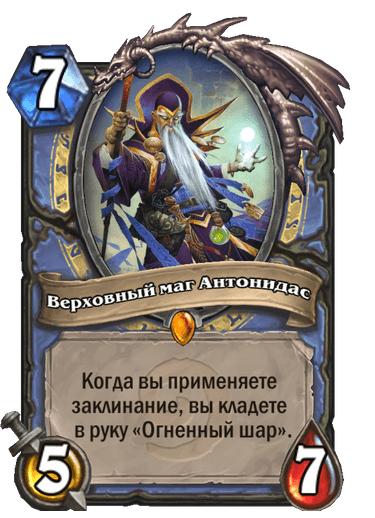 7
Верховный маг Антонидас
Когда вы применяете
заклинание, вы кладете
в руку «Огненный шар».
5
7